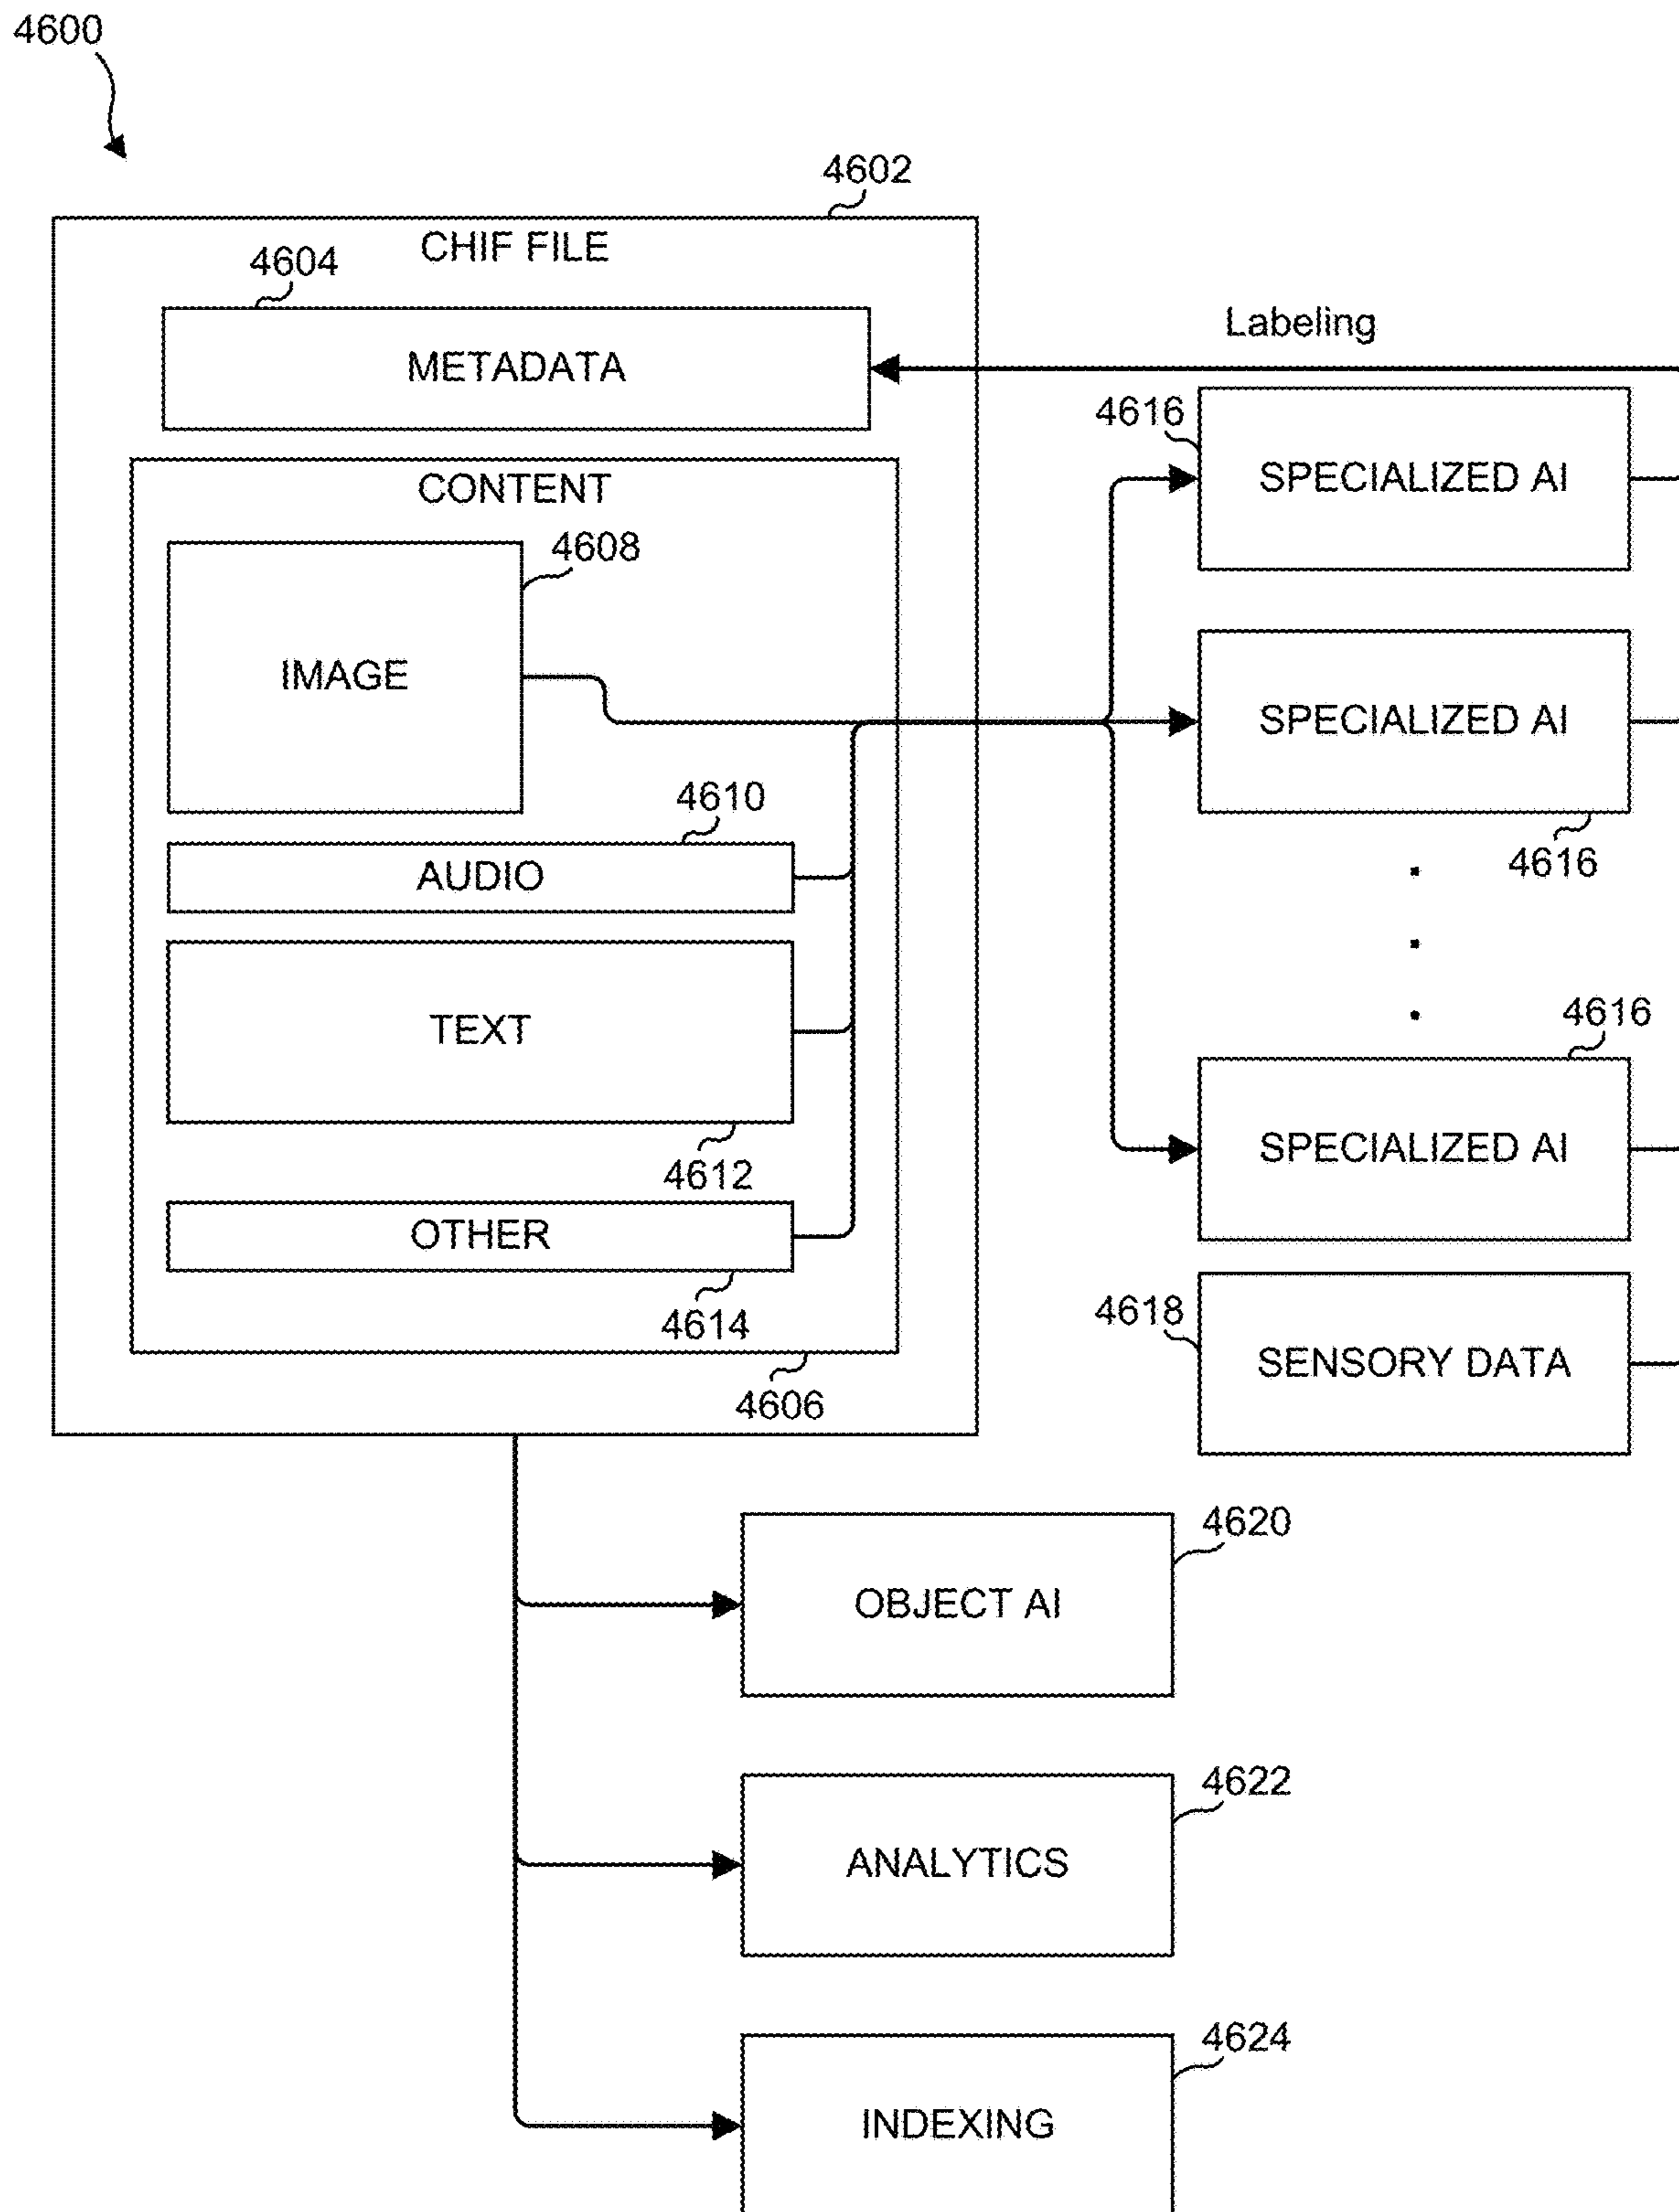 4600
4602
CHIF FILE
4604
METADATA
Labeling
4616
SPECIALIZED AI
CONTENT
4608
IMAGE
SPECIALIZED AI
4616
4610
AUDIO
TEXT
4612
4616
SPECIALIZED AI
OTHER
4614
4606
4618
SENSORY DATA
4620
OBJECT AI
4622
ANALYTICS
4624
INDEXING